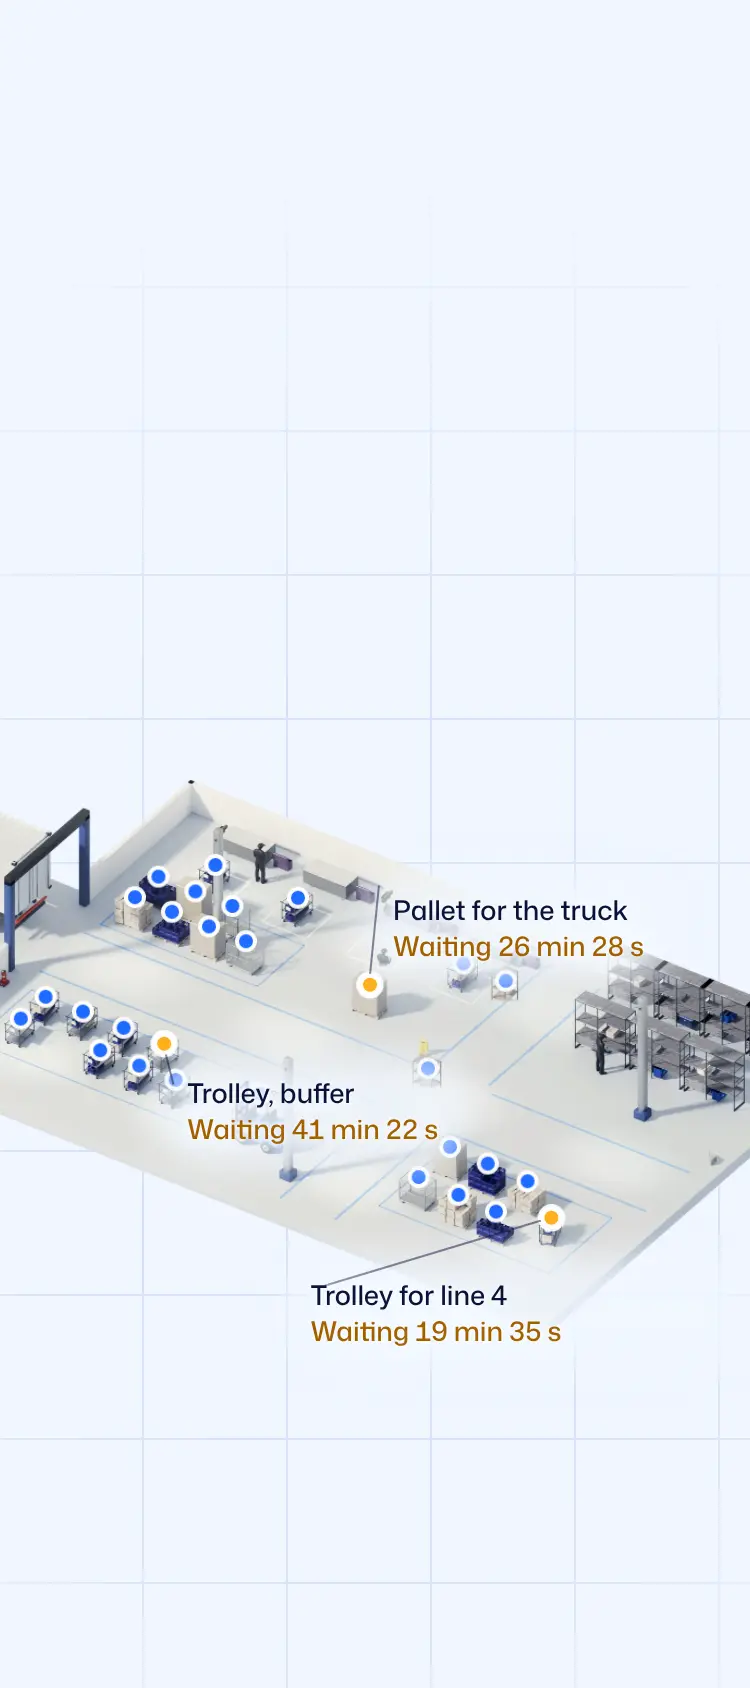 Pallet for the truck
Waiting 26 min 28 s
Trolley, buffer
Waiting 41 min 22 s
Trolley for line 4
Waiting 19 min 35 s